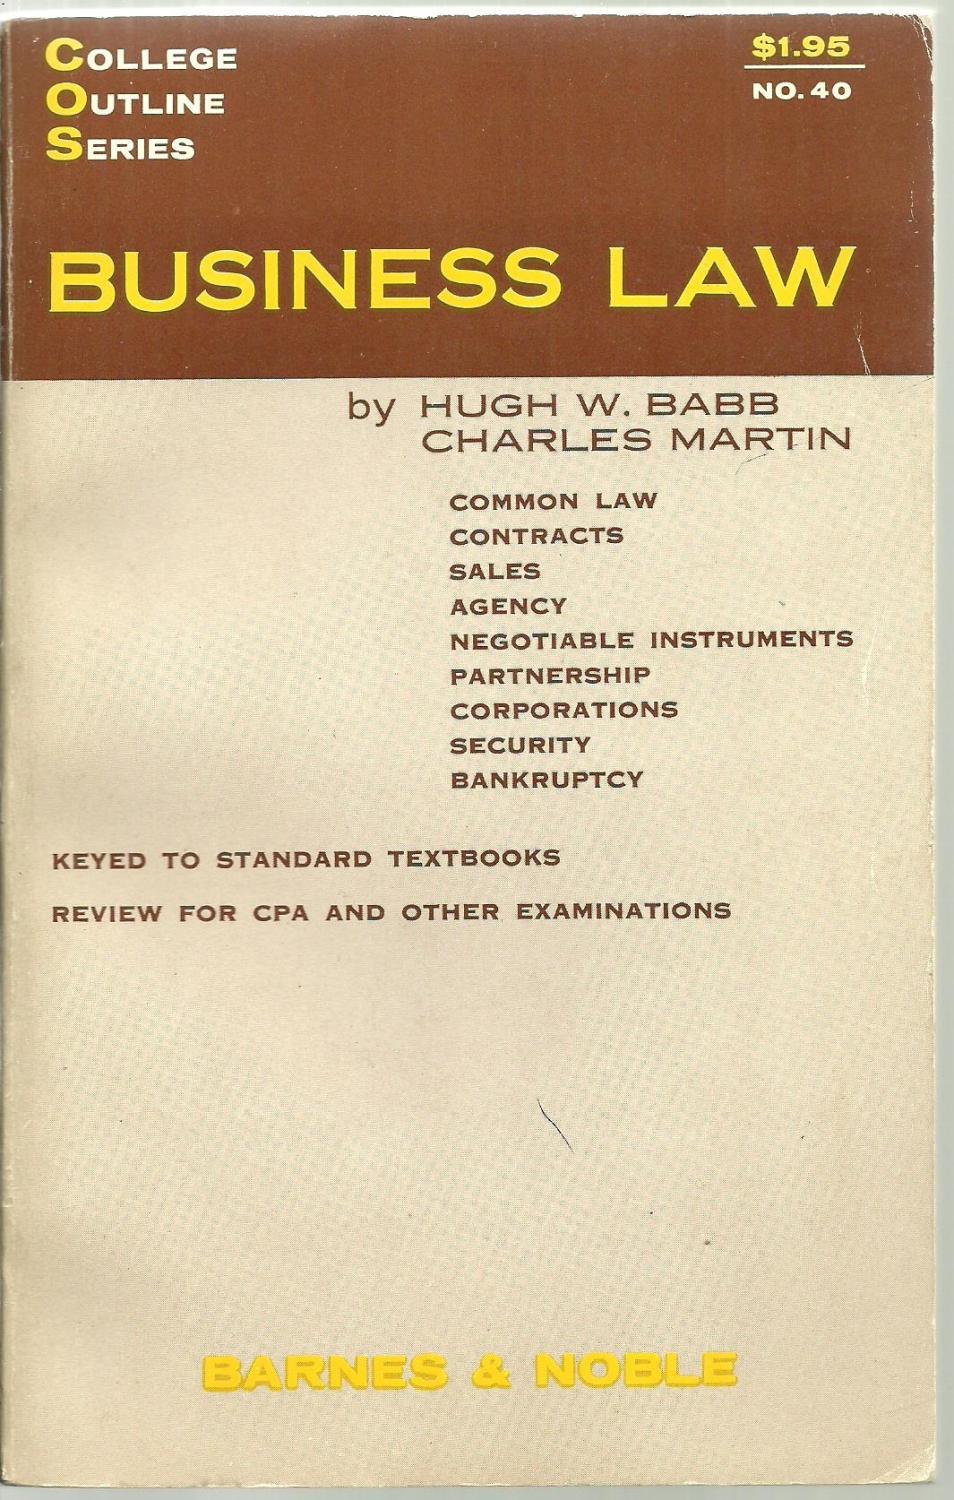 COLLEGE
OUTLINE
SERIES
$1.95
NO. 40
BUSINESS LAW
by HUGH W. BABB
CHARLES MARTIN
COMMON LAW
CONTRACTS
SALES
AGENCY
NEGOTIABLE INSTRUMENTS
PARTNERSHIP
CORPORATIONS
SECURITY
BANKRUPTCY
KEYED TO STANDARD TEXTBOOKS
REVIEW FOR CPA AND OTHER EXAMINATIONS
BARNES & NOBLE